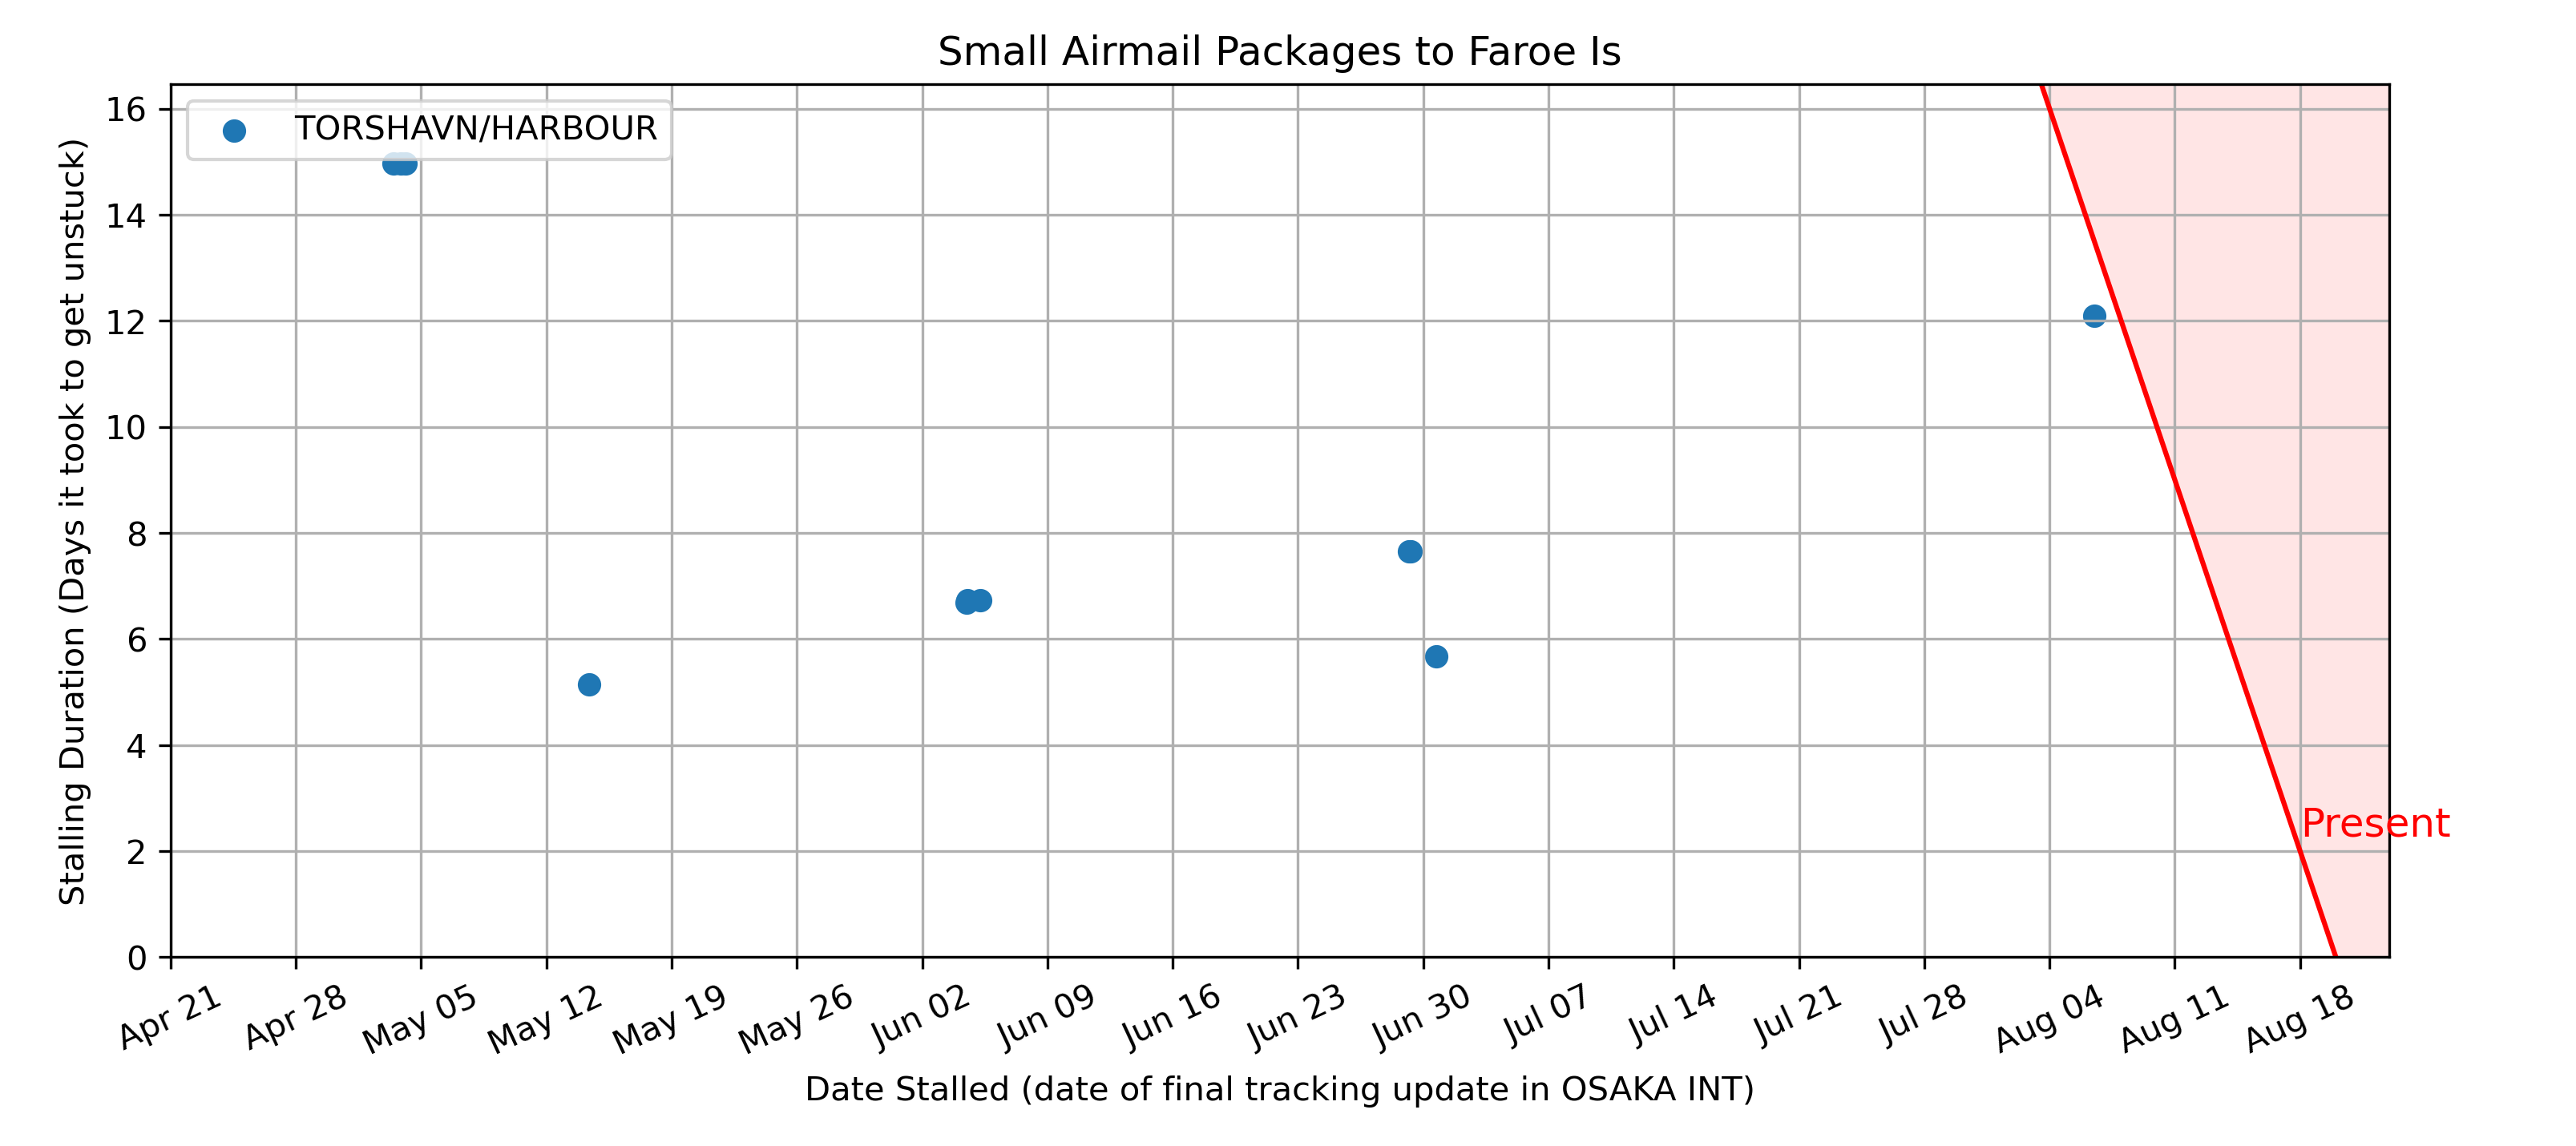 Small Airmail Packages to Faroe Is
TORSHAVN/HARBOUR
Stalling Duration (Days it took to get unstuck)
16
14
12
10
8
6
4
2
0
Present
Apr 21
Apr 28
May 05
May 12
May 19
May 26
Jun 02
Jun 09
Jun 16
Jun 23
Jun 30
Jul 07
Jul 14
Jul 21
Jul 28
Aug 04
Aug 11
Aug 18
Date Stalled (date of final tracking update in OSAKA INT)